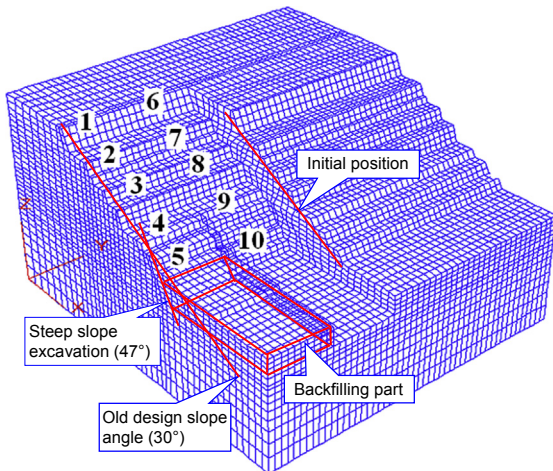 6
1
7
2
8
Initial position
3
9
4
10
5
Z
Y
X
Steep slope
excavation (47°)
Backfilling part
Old design slope
angle (30°)